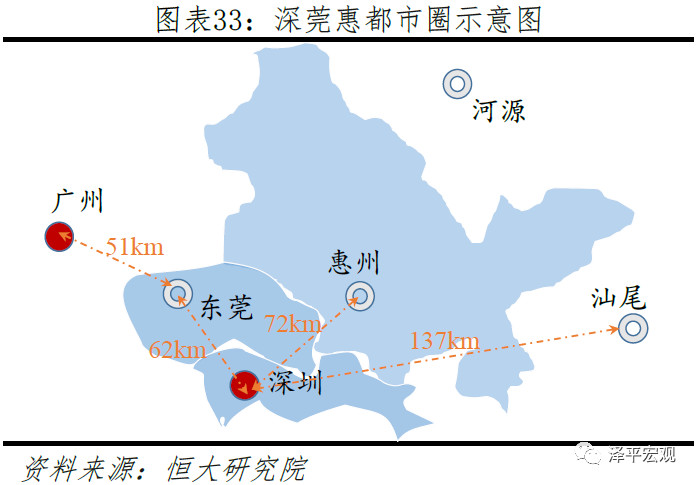 图表33：深莞惠都市圈示意图
河源
广州
51km
惠州
东莞
汕尾
72km
137km
62km
深圳
泽平宏观
资料来源：恒大研究院